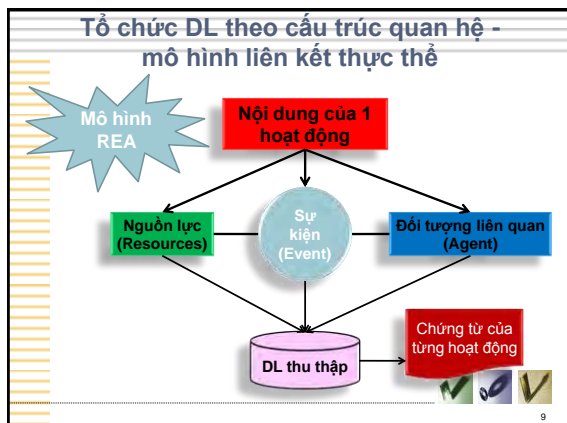 Tổ chức DL theo cấu trúc quan hệ -
mô hình liên kết thực thể
Mô hình
REA
Nội dung của 1
hoạt động
Nguồn lực
(Resources)
Sự
kiện
(Event)
Đối tượng liên quan
(Agent)
DL thu thập
Chứng từ của
từng hoạt động
9